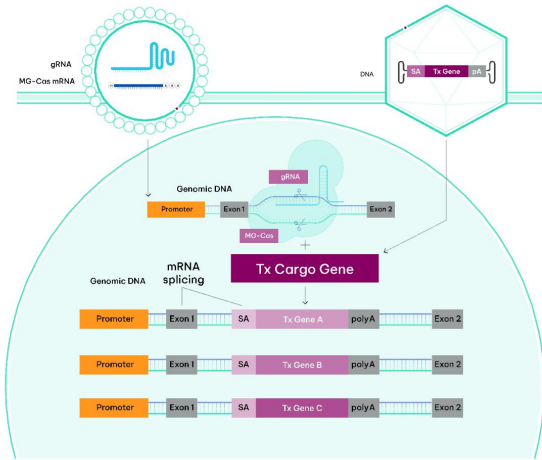 gRNA
MG-Cas mRNA
DNA
SA Tx Gene pA
gRNA
Genomic DNA
Promoter Exon 1 Exon 2
MG-Cas
+
Tx Cargo Gene
Genomic DNA
mRNA
splicing
Promoter Exon 1 SA Tx Gene A polyA Exon 2
Promoter Exon 1 SA Tx Gene B polyA Exon 2
Promoter Exon 1 SA Tx Gene C polyA Exon 2